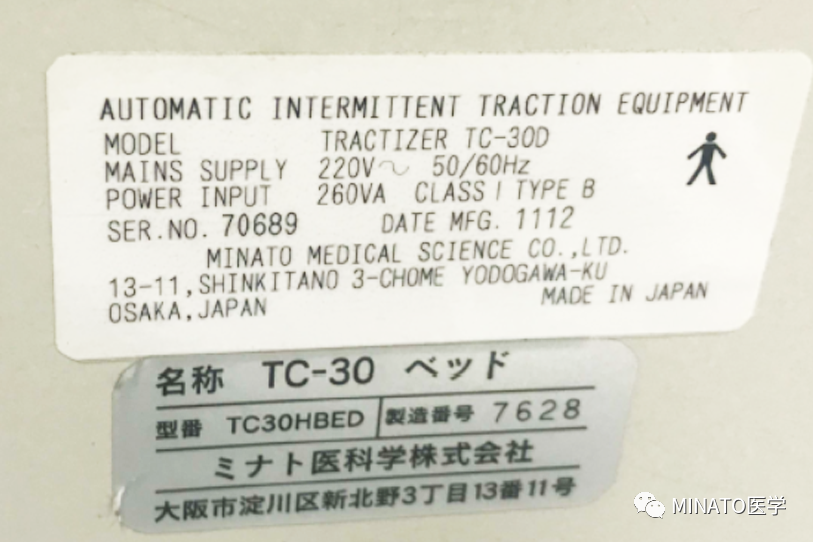 AUTOMATIC INTERMITTENT TRACTION EQUIPMENT
MODEL TRACTIZER TC-30D
MAINS SUPPLY 220V～ 50/60Hz
POWER INPUT 260VA CLASS I TYPE B
SER.NO. 70689 DATE MFG. 1112
MINATO MEDICAL SCIENCE CO.,LTD.
13-11,SHINKITANO 3-CHOME YODOGAWA-KU
OSAKA,JAPAN MADE IN JAPAN
名称 TC-30 ベッド
型番 TC30HBED 製造番号 7628
ミナト医科学株式会社
大阪市淀川区新北野3丁目13番11号
MINATO医学